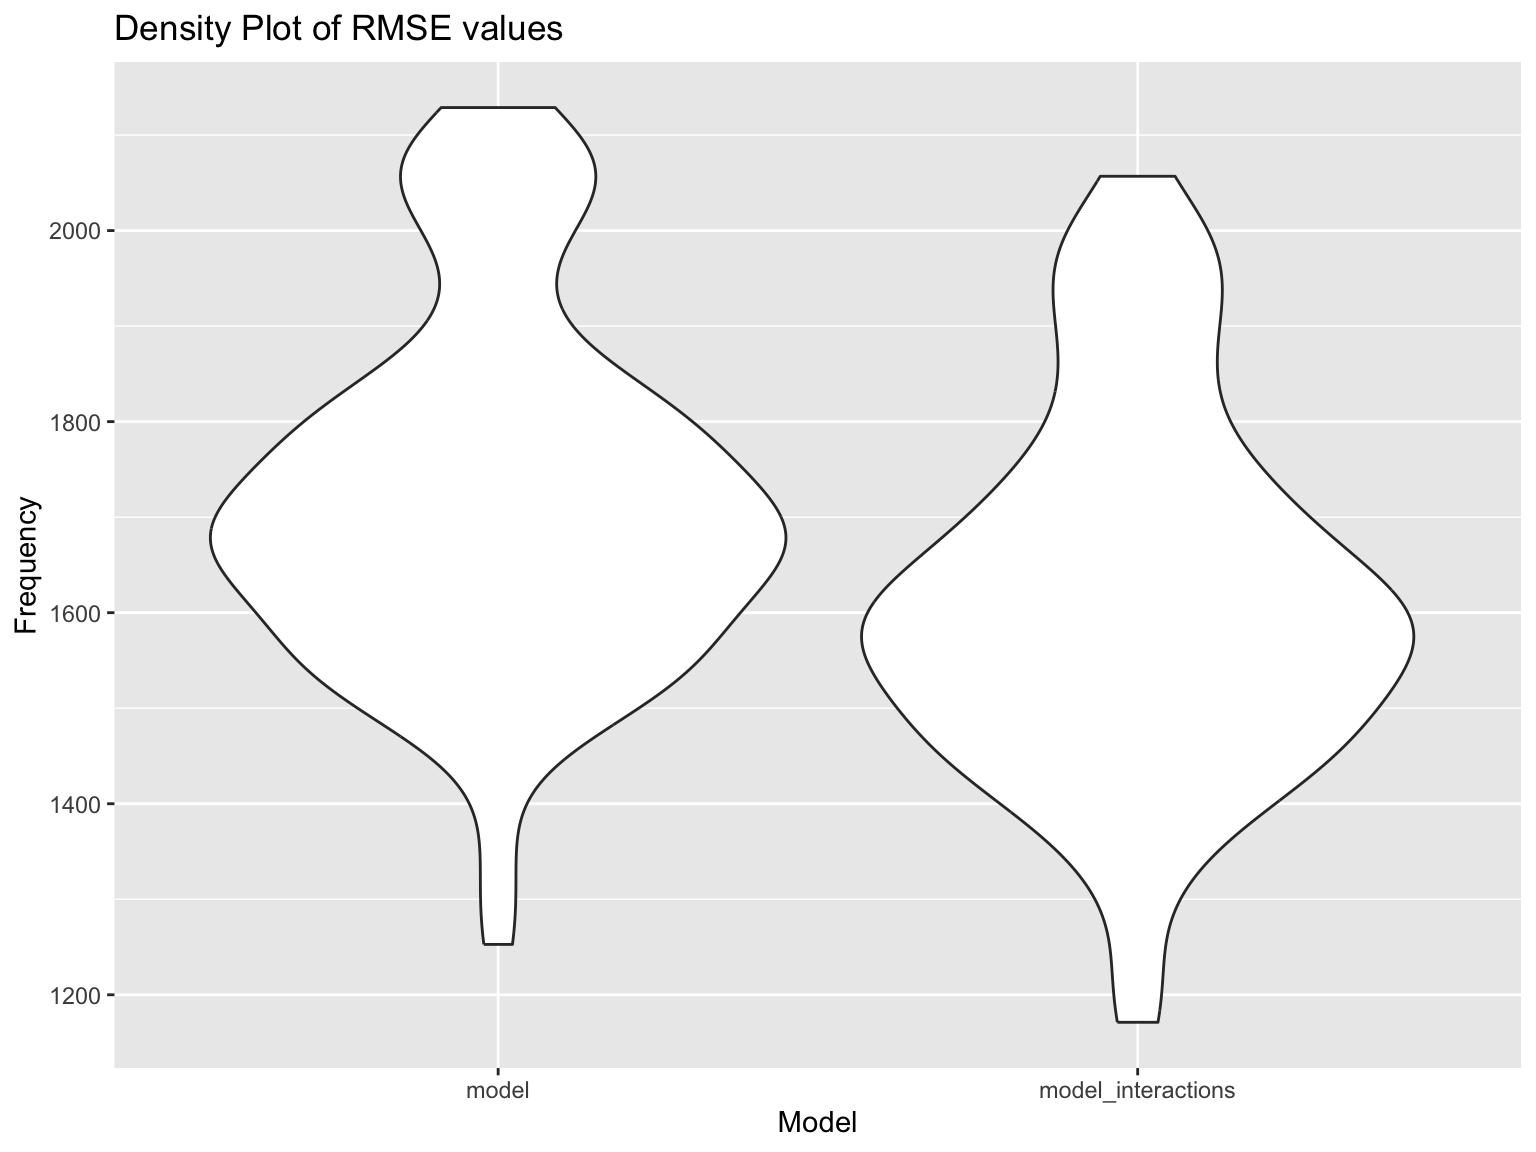 Density Plot of RMSE values
Frequency
2000
1800
1600
1400
1200
model
model_interactions
Model